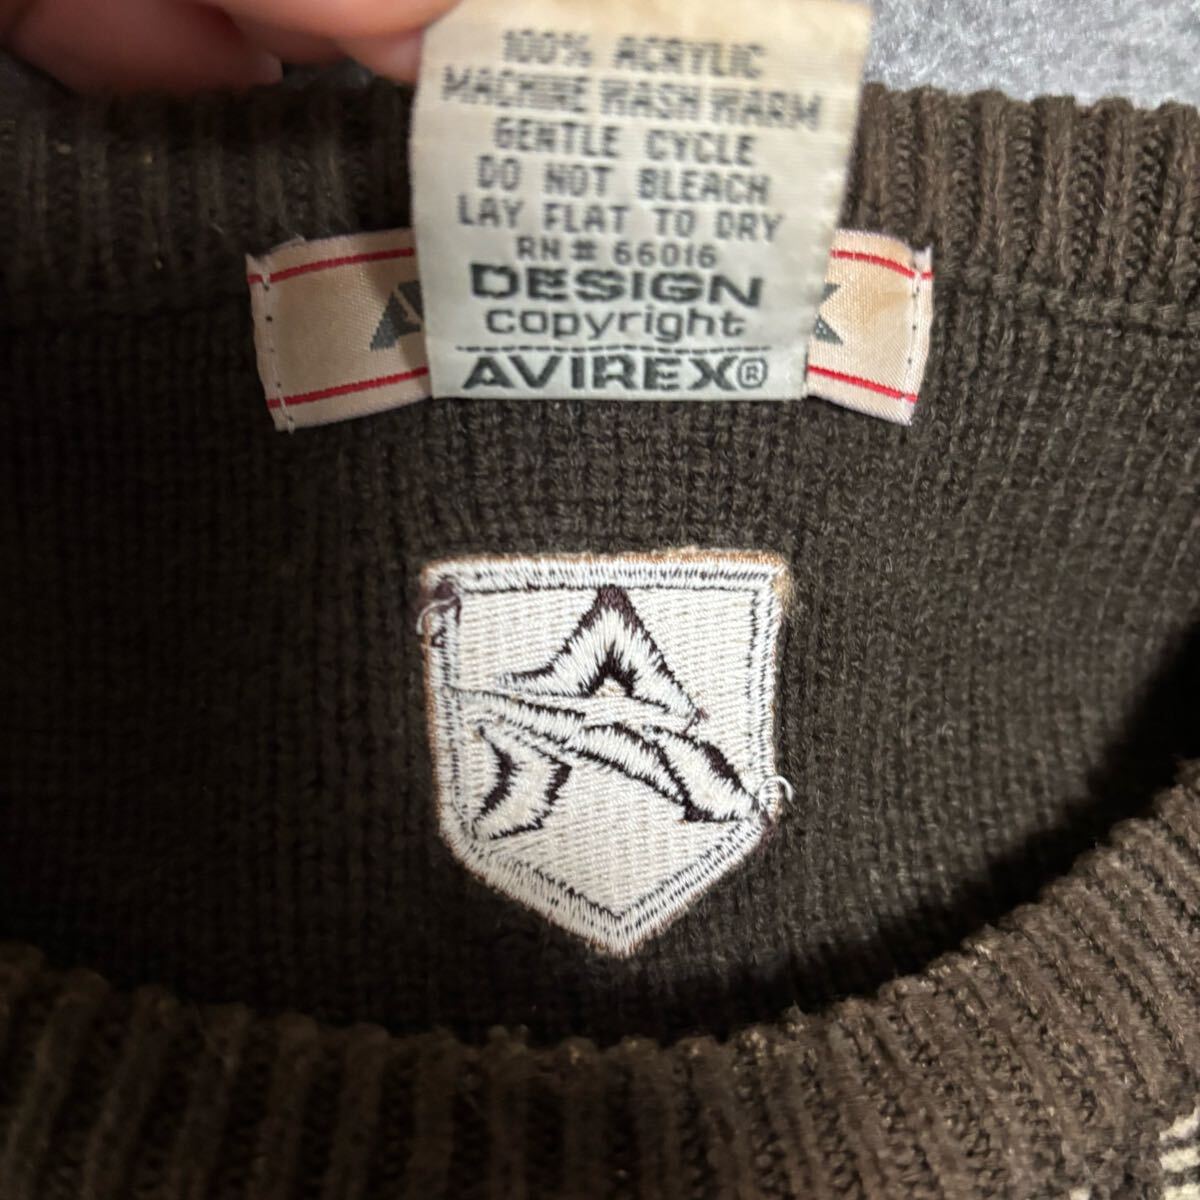 100% ACRYLIC
MACHINE WASH WARM
GENTLE CYCLE
DO NOT BLEACH
LAY FLAT TO DRY
RN# 66016
DESIGN
copyright
AVIREX®